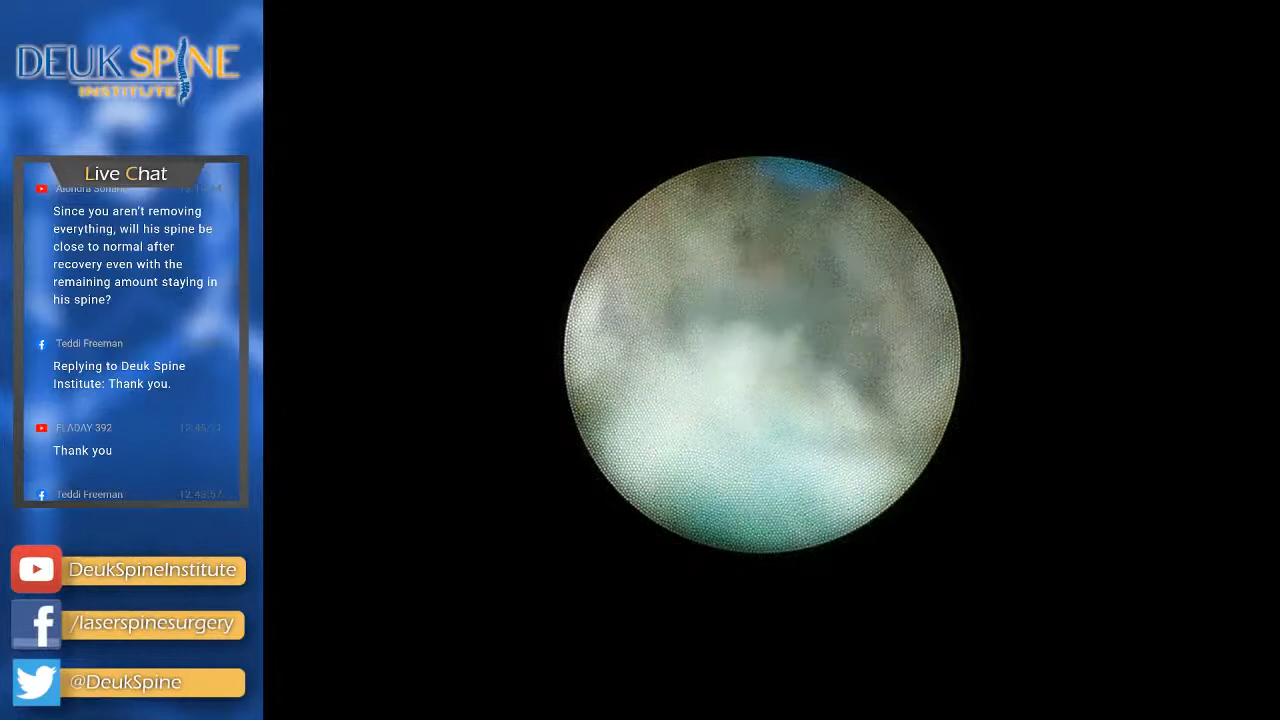 DEUK SPINE
INSTITUTE
Live Chat
Since you aren't removing
everything, will his spine be
close to normal after
recovery even with the
remaining amount staying in
his spine?
Teddi Freeman
Replying to Deuk Spine
Institute: Thank you.
FLADAY 392
Thank you
Teddi Freeman
DeukSpineInstitute
/laserspinesurgery
@DeukSpine